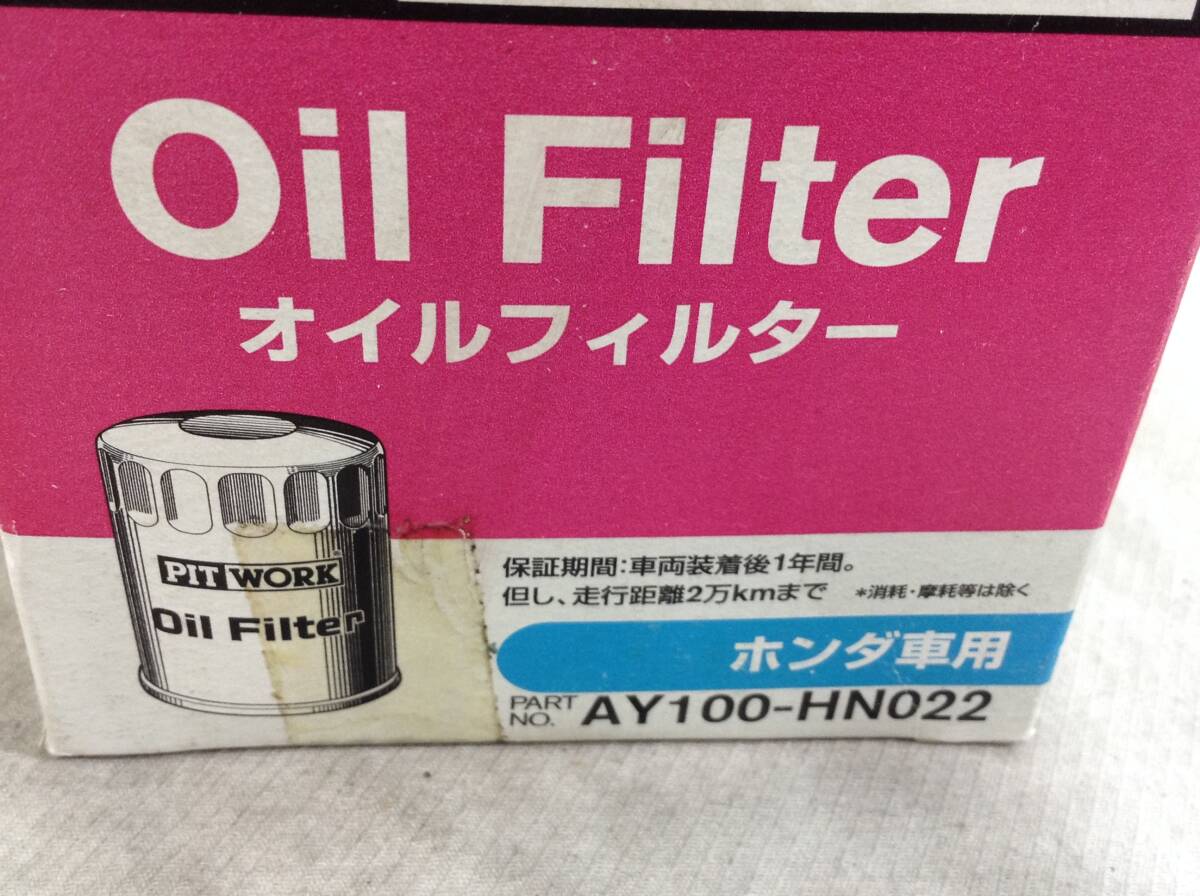 Oil Filter
オイルフィルター
PIT WORK
Oil Filter
保証期間:車両装着後1年間。
但し、走行距離2万kmまで *消耗・摩耗等は除く
ホンダ車用
PART NO. AY100-HN022